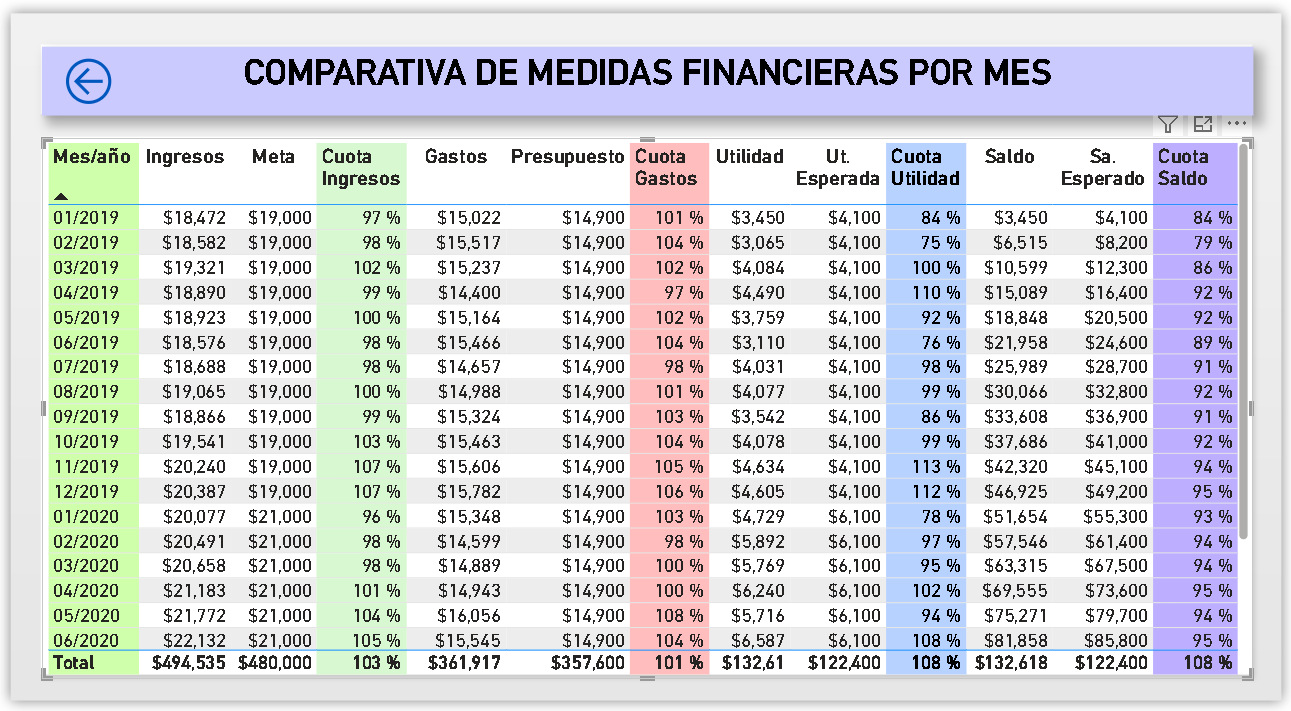 COMPARATIVA DE MEDIDAS FINANCIERAS POR MES
Mes/año Ingresos Meta Cuota Ingresos Gastos Presupuesto Cuota Gastos Utilidad Ut. Esperada Cuota Utilidad Saldo Sa. Esperado Cuota Saldo
01/2019 $18,472 $19,000 97 % $15,022 $14,900 101 % $3,450 $4,100 84 % $3,450 $4,100 84 %
02/2019 $18,582 $19,000 98 % $15,517 $14,900 104 % $3,065 $4,100 75 % $6,515 $8,200 79 %
03/2019 $19,321 $19,000 102 % $15,237 $14,900 102 % $4,084 $4,100 100 % $10,599 $12,300 86 %
04/2019 $18,890 $19,000 99 % $14,400 $14,900 97 % $4,490 $4,100 110 % $15,089 $16,400 92 %
05/2019 $18,923 $19,000 100 % $15,164 $14,900 102 % $3,759 $4,100 92 % $18,848 $20,500 92 %
06/2019 $18,576 $19,000 98 % $15,466 $14,900 104 % $3,110 $4,100 76 % $21,958 $24,600 89 %
07/2019 $18,688 $19,000 98 % $14,657 $14,900 98 % $4,031 $4,100 98 % $25,989 $28,700 91 %
08/2019 $19,065 $19,000 100 % $14,988 $14,900 101 % $4,077 $4,100 99 % $30,066 $32,800 92 %
09/2019 $18,866 $19,000 99 % $15,324 $14,900 103 % $3,542 $4,100 86 % $33,608 $36,900 91 %
10/2019 $19,541 $19,000 103 % $15,463 $14,900 104 % $4,078 $4,100 99 % $37,686 $41,000 92 %
11/2019 $20,240 $19,000 107 % $15,606 $14,900 105 % $4,634 $4,100 113 % $42,320 $45,100 94 %
12/2019 $20,387 $19,000 107 % $15,782 $14,900 106 % $4,605 $4,100 112 % $46,925 $49,200 95 %
01/2020 $20,077 $21,000 96 % $15,348 $14,900 103 % $4,729 $6,100 78 % $51,654 $55,300 93 %
02/2020 $20,491 $21,000 98 % $14,599 $14,900 98 % $5,892 $6,100 97 % $57,546 $61,400 94 %
03/2020 $20,658 $21,000 98 % $14,889 $14,900 100 % $5,769 $6,100 95 % $63,315 $67,500 94 %
04/2020 $21,183 $21,000 101 % $14,943 $14,900 100 % $6,240 $6,100 102 % $69,555 $73,600 95 %
05/2020 $21,772 $21,000 104 % $16,056 $14,900 108 % $5,716 $6,100 94 % $75,271 $79,700 94 %
06/2020 $22,132 $21,000 105 % $15,545 $14,900 104 % $6,587 $6,100 108 % $81,858 $85,800 95 %
Total $494,535 $480,000 103 % $361,917 $357,600 101 % $132,61 $122,400 108 % $132,618 $122,400 108 %